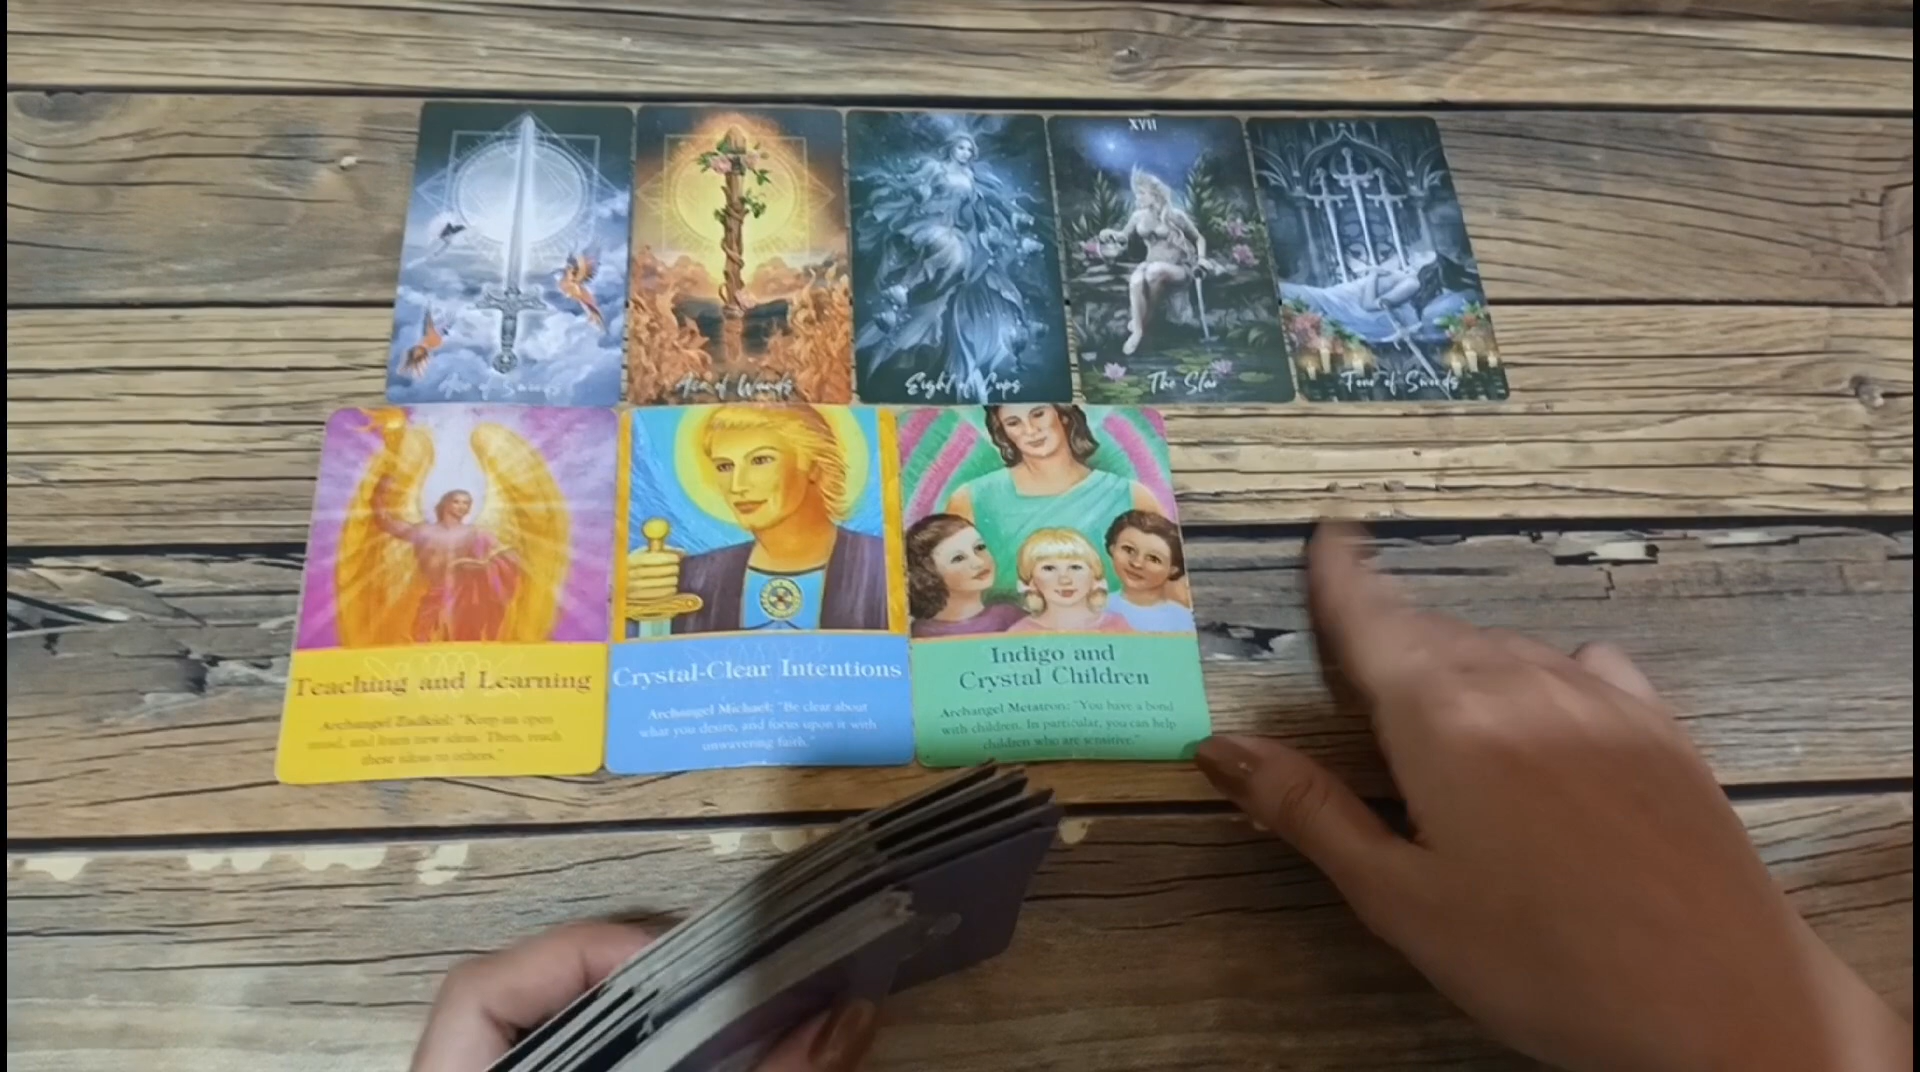 XVII
Ace of Swords
Ace of Wands
Eight of Cups
The Star
Four of Swords
Teaching and Learning
Archangel Zadkiel: "Keep an open
mind, and learn new ideas. Then, teach
these ideas to others."
Crystal-Clear Intentions
Archangel Michael: "Be clear about
what you desire, and focus upon it with
unwavering faith."
Indigo and
Crystal Children
Archangel Metatron: "You have a bond
with children. In particular, you can help
children who are sensitive."